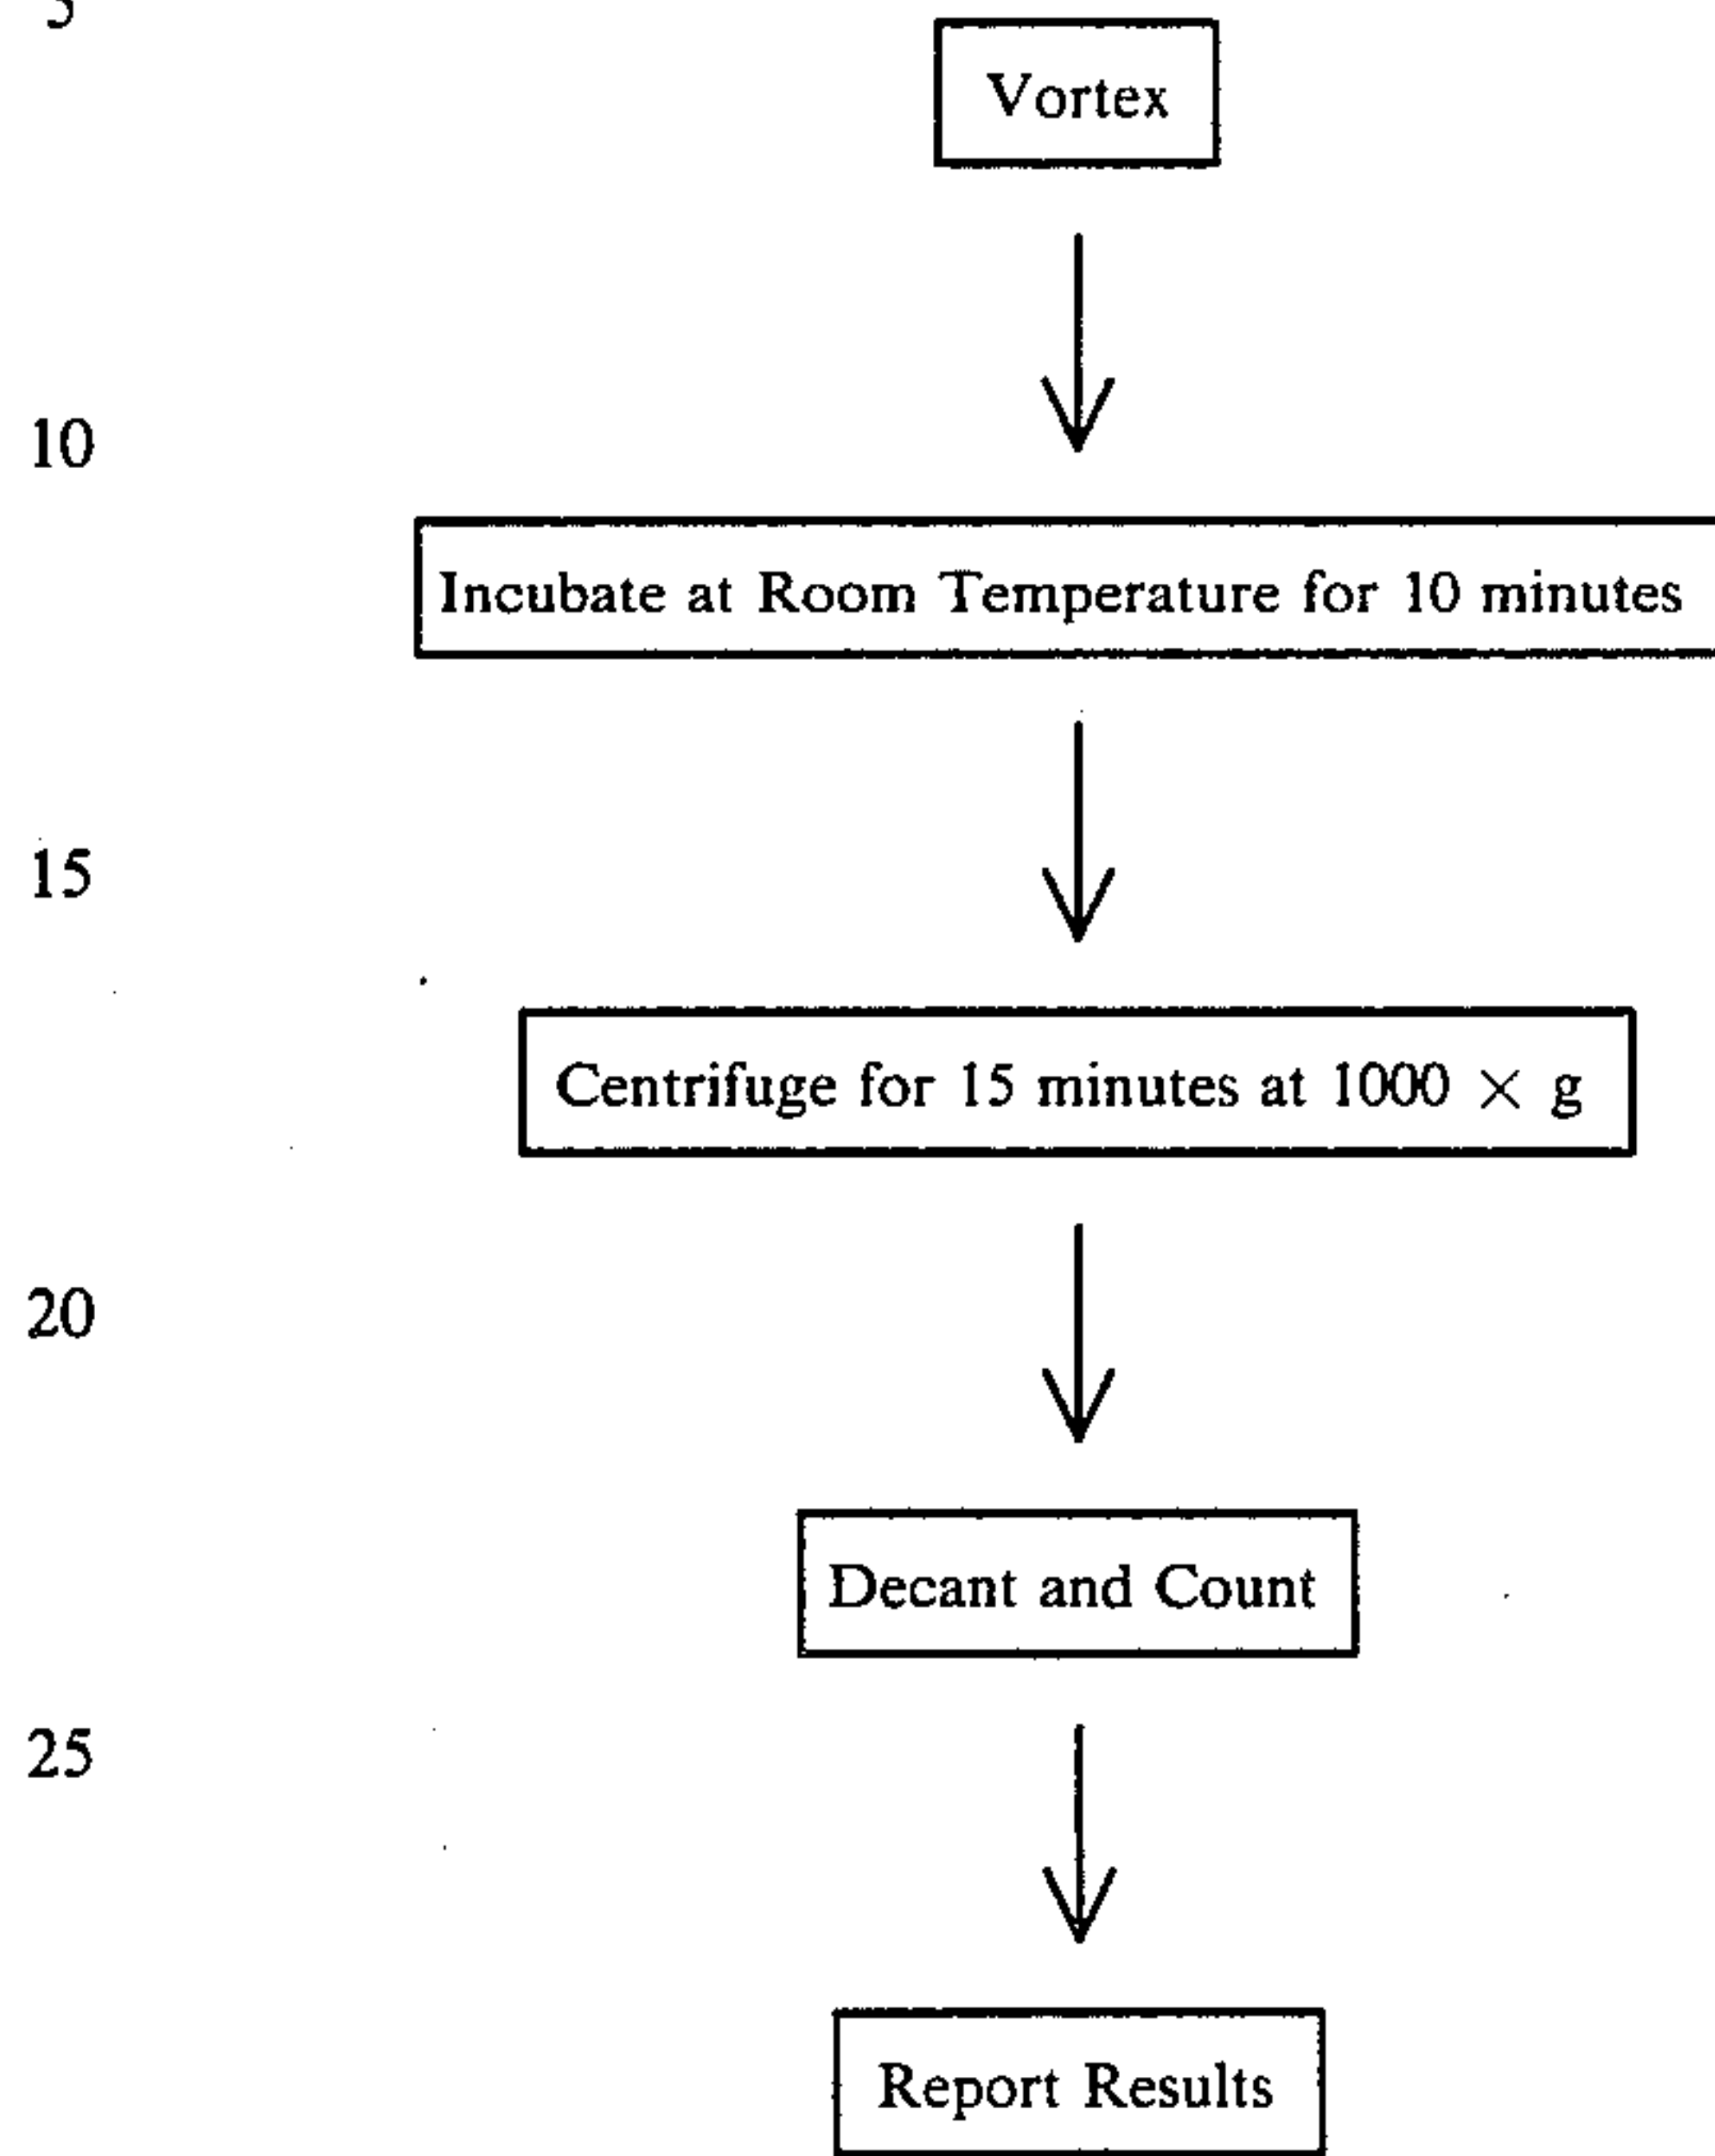 5
Vortex
10
Incubate at Room Temperature for 10 minutes
15
Centrifuge for 15 minutes at 1000 × g
20
Decant and Count
25
Report Results